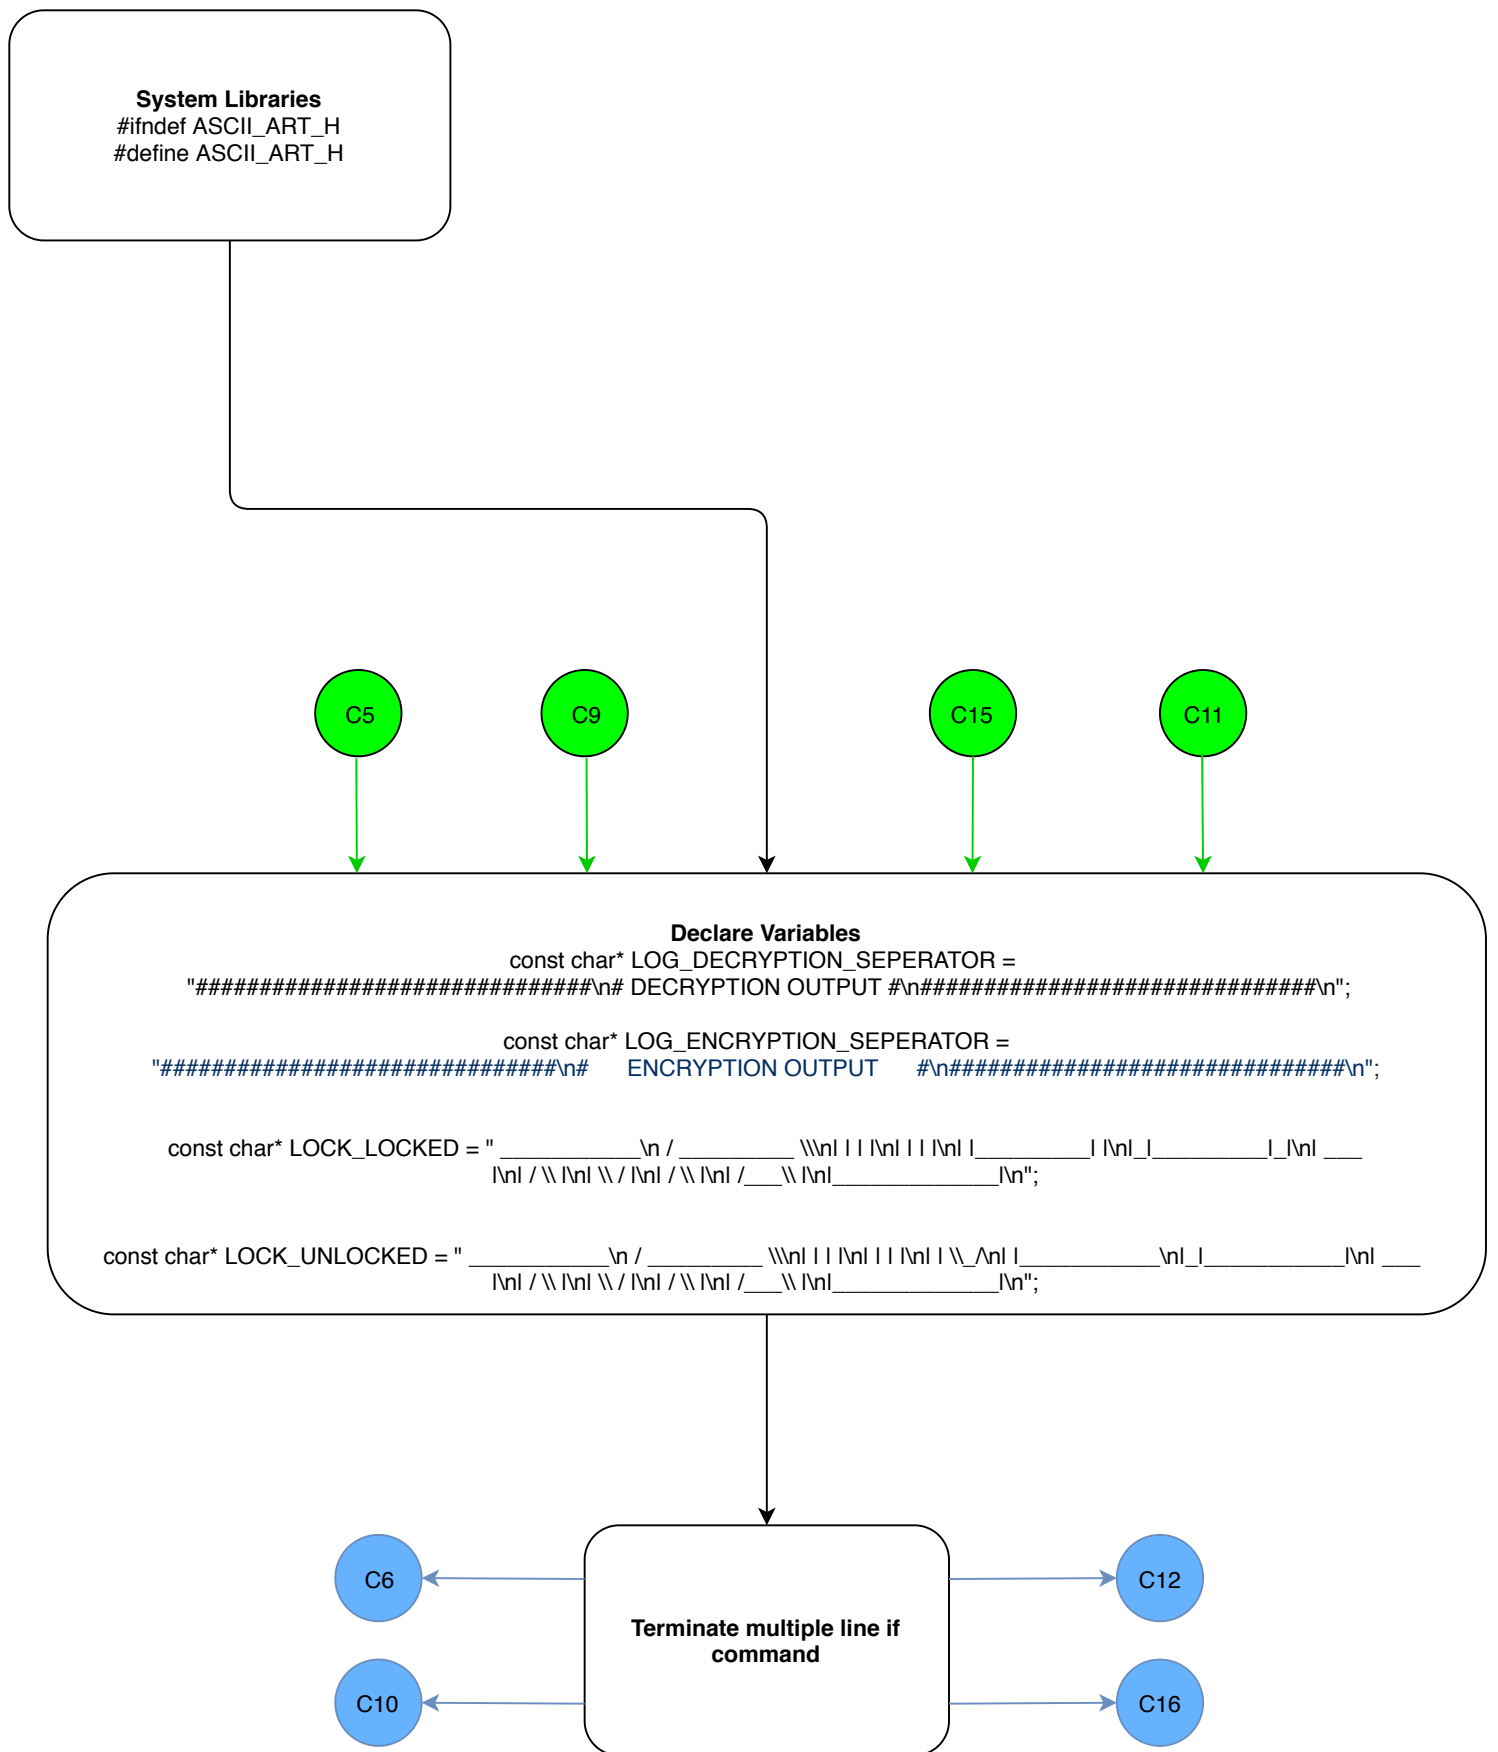 System Libraries
#ifndef ASCII_ART_H
#define ASCII_ART_H
C5
C9
C15
C11
Declare Variables
const char* LOG_DECRYPTION_SEPERATOR =
"###############################\n# DECRYPTION OUTPUT #\n###############################\n";
const char* LOG_ENCRYPTION_SEPERATOR =
"###############################\n#      ENCRYPTION OUTPUT      #\n###############################\n";
const char* LOCK_LOCKED = " ___________\n / _________ \\\n| | | |\n| | | |\n| |_________| |\n|_|_________|_|\n| ___
|\n| / \\ |\n| \\ / |\n| / \\ |\n| /___\\ |\n|_____________|\n";
const char* LOCK_UNLOCKED = " ___________\n / _________ \\\n| | | |\n| | | |\n| | \\_/\n| |___________\n|_|___________|\n| ___
|\n| / \\ |\n| \\ / |\n| / \\ |\n| /___\\ |\n|_____________|\n";
C6
C12
Terminate multiple line if
command
C10
C16